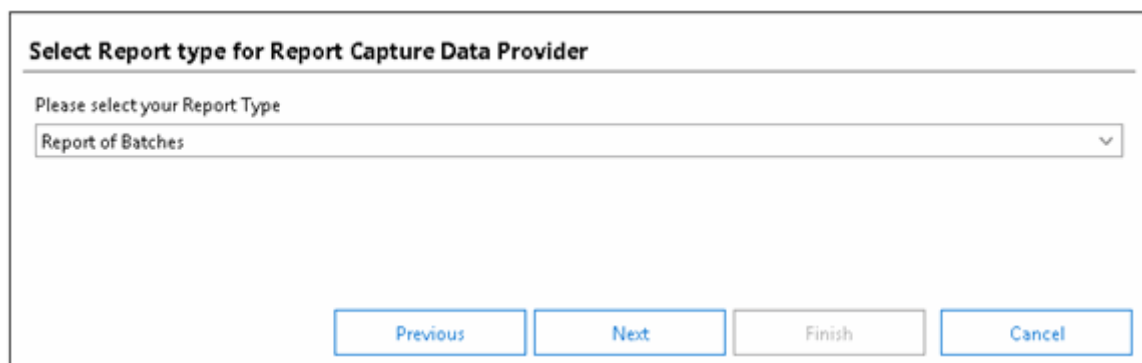 Select Report type for Report Capture Data Provider
Please select your Report Type
Report of Batches
Previous Next Finish Cancel